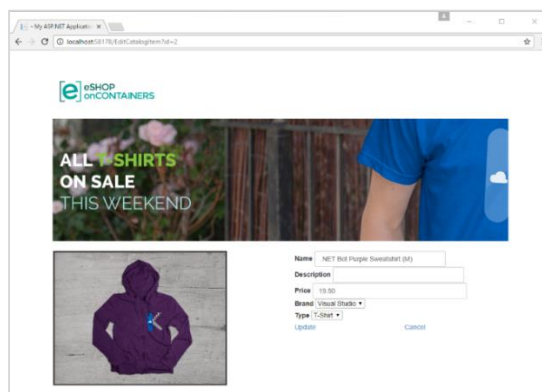 - My ASP.NET Applicatio
localhost:58178/EditCatalogItem?id=2
eSHOP
onCONTAINERS
ALL T-SHIRTS
ON SALE
THIS WEEKEND
Name .NET Bot Purple Sweatshirt (M)
Description
Price 19.50
Brand Visual Studio
Type T-Shirt
Update Cancel